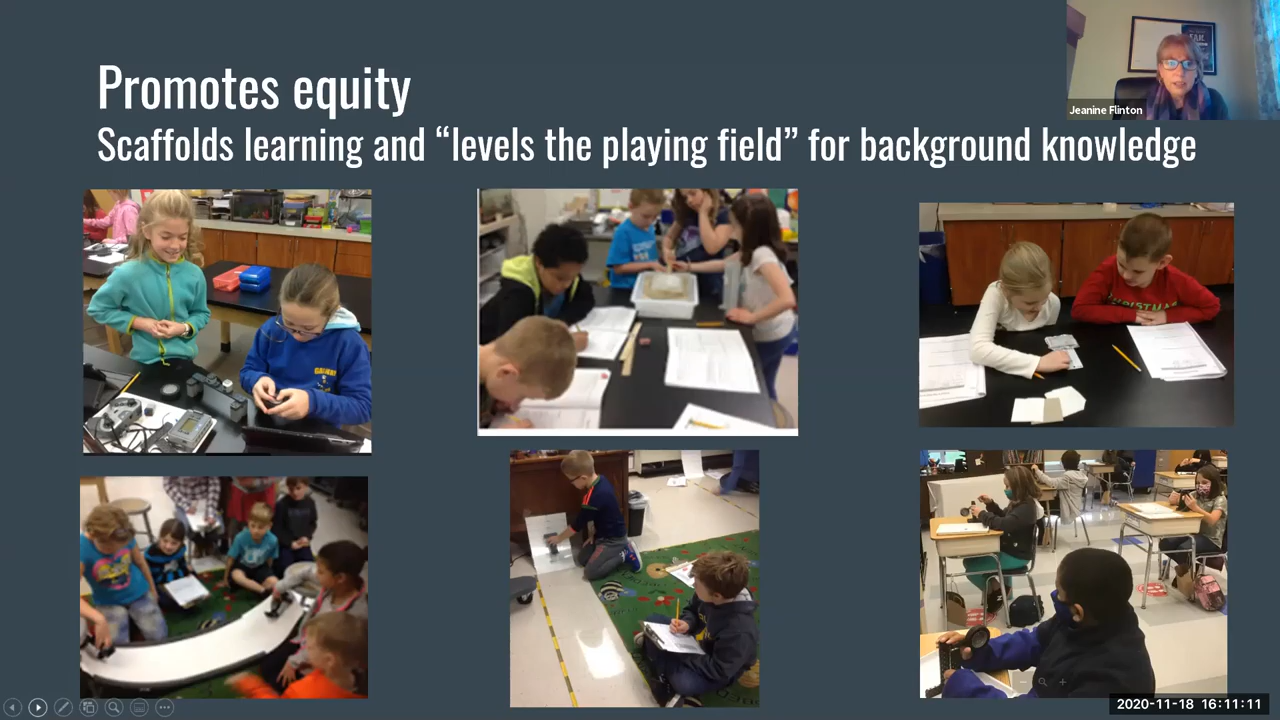 Promotes equity
Scaffolds learning and “levels the playing field” for background knowledge
Jeanine Flinton
CHRISTMAS
2020-11-18 16:11:11